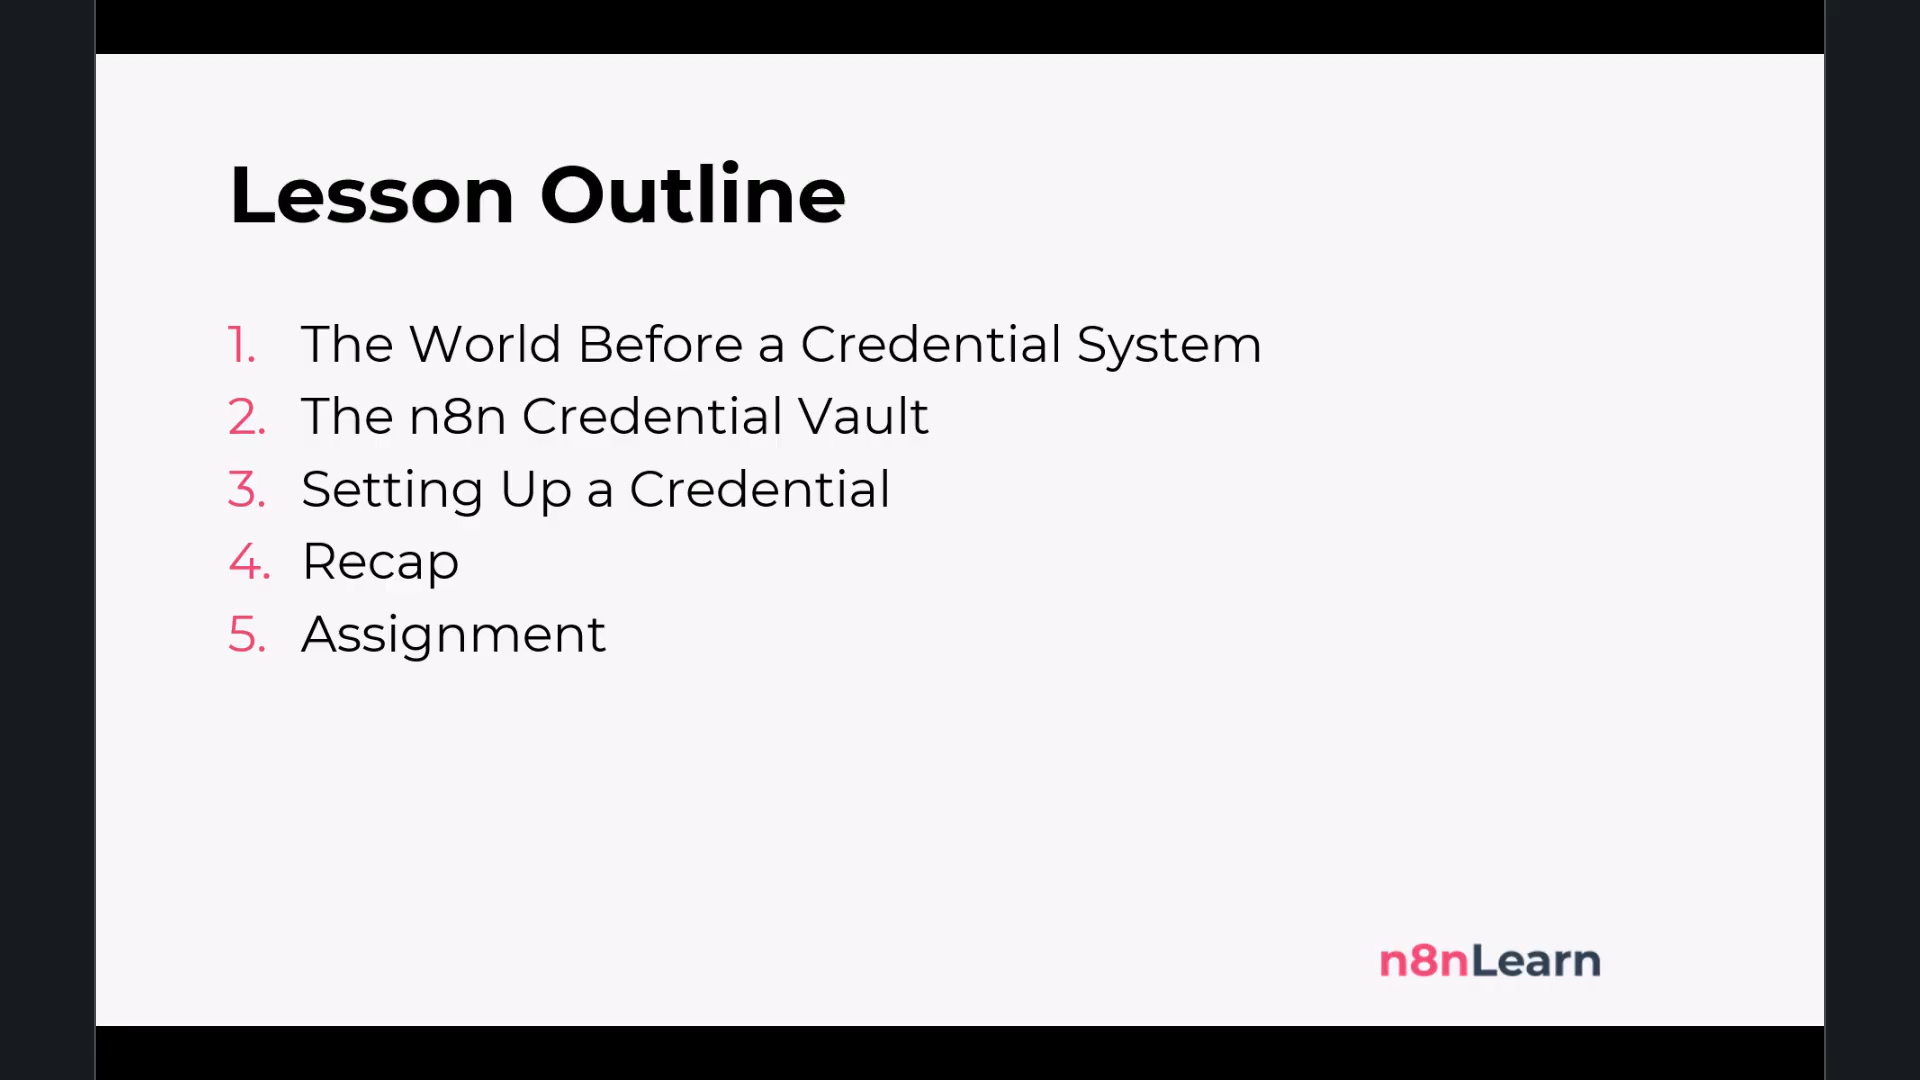 Lesson Outline
1. The World Before a Credential System
2. The n8n Credential Vault
3. Setting Up a Credential
4. Recap
5. Assignment
n8nLearn